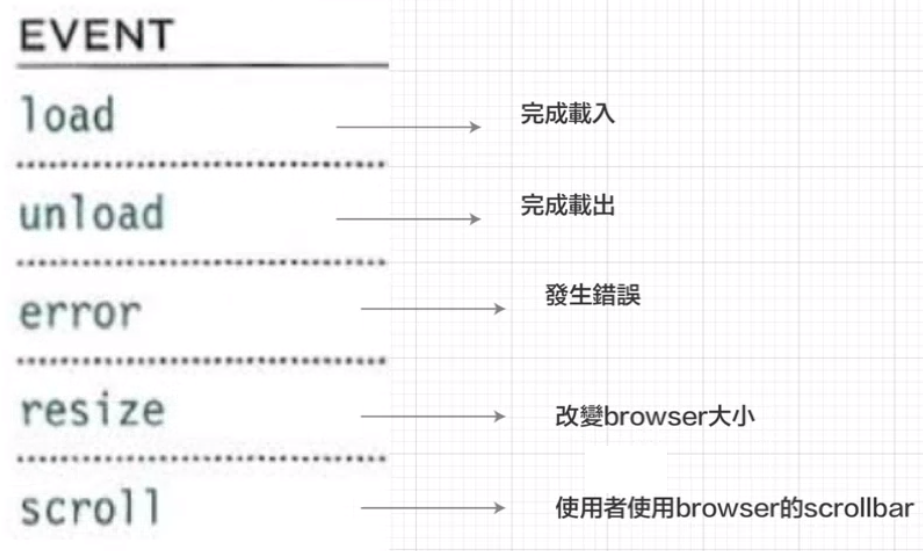 EVENT
load 完成載入
unload 完成載出
error 發生錯誤
resize 改變browser大小
scroll 使用者使用browser的scrollbar